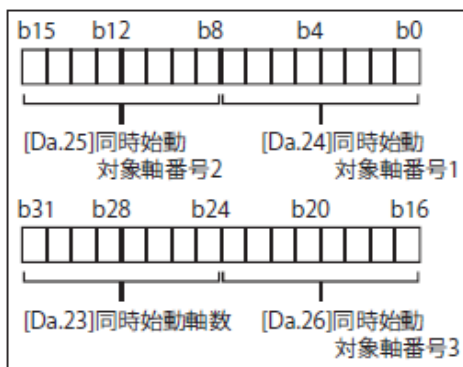 b15 b12 b8 b4 b0
[Da.25]同時始動 [Da.24]同時始動
対象軸番号2 対象軸番号1
b31 b28 b24 b20 b16
[Da.23]同時始動軸数 [Da.26]同時始動
対象軸番号3